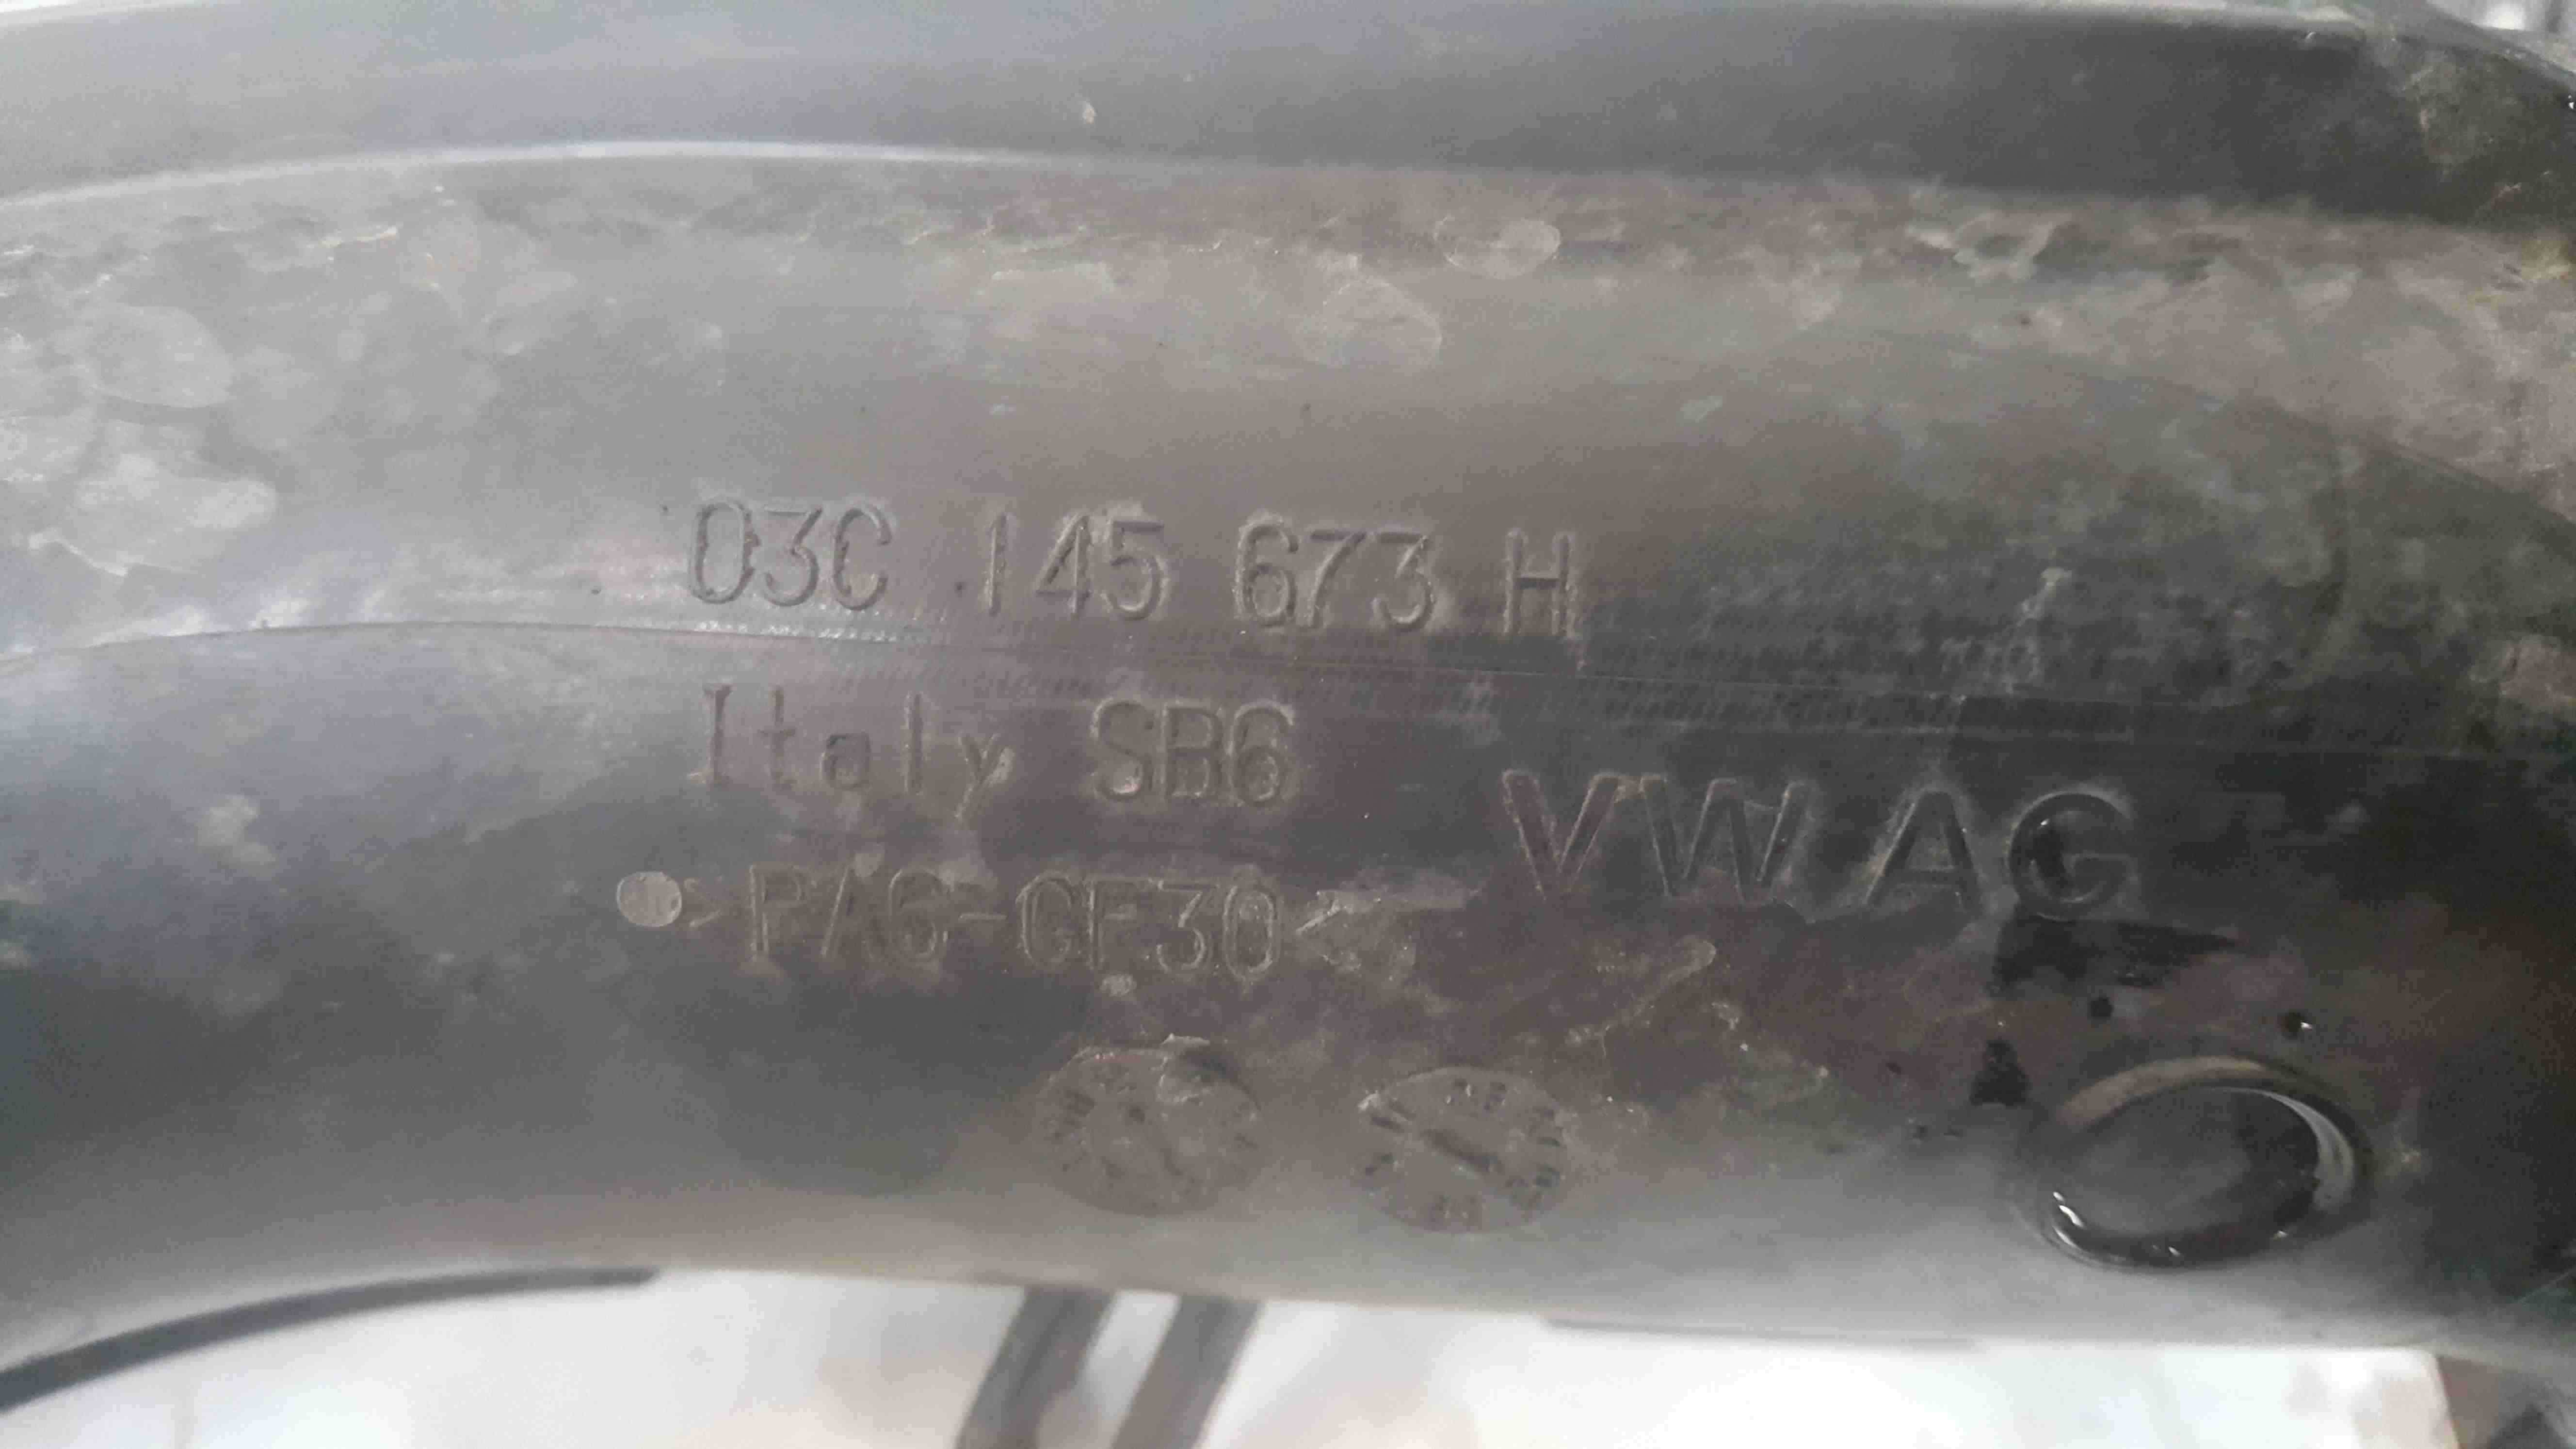 03C 145 673 H
Italy SB6
VW AG
>PA6-GF30<